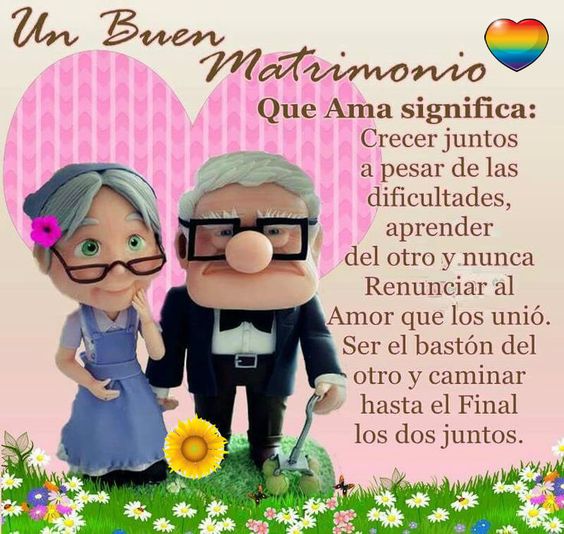 Un Buen
Matrimonio
Que Ama significa:
Crecer juntos
a pesar de las
dificultades,
aprender
del otro y nunca
Renunciar al
Amor que los unió.
Ser el bastón del
otro y caminar
hasta el Final
los dos juntos.